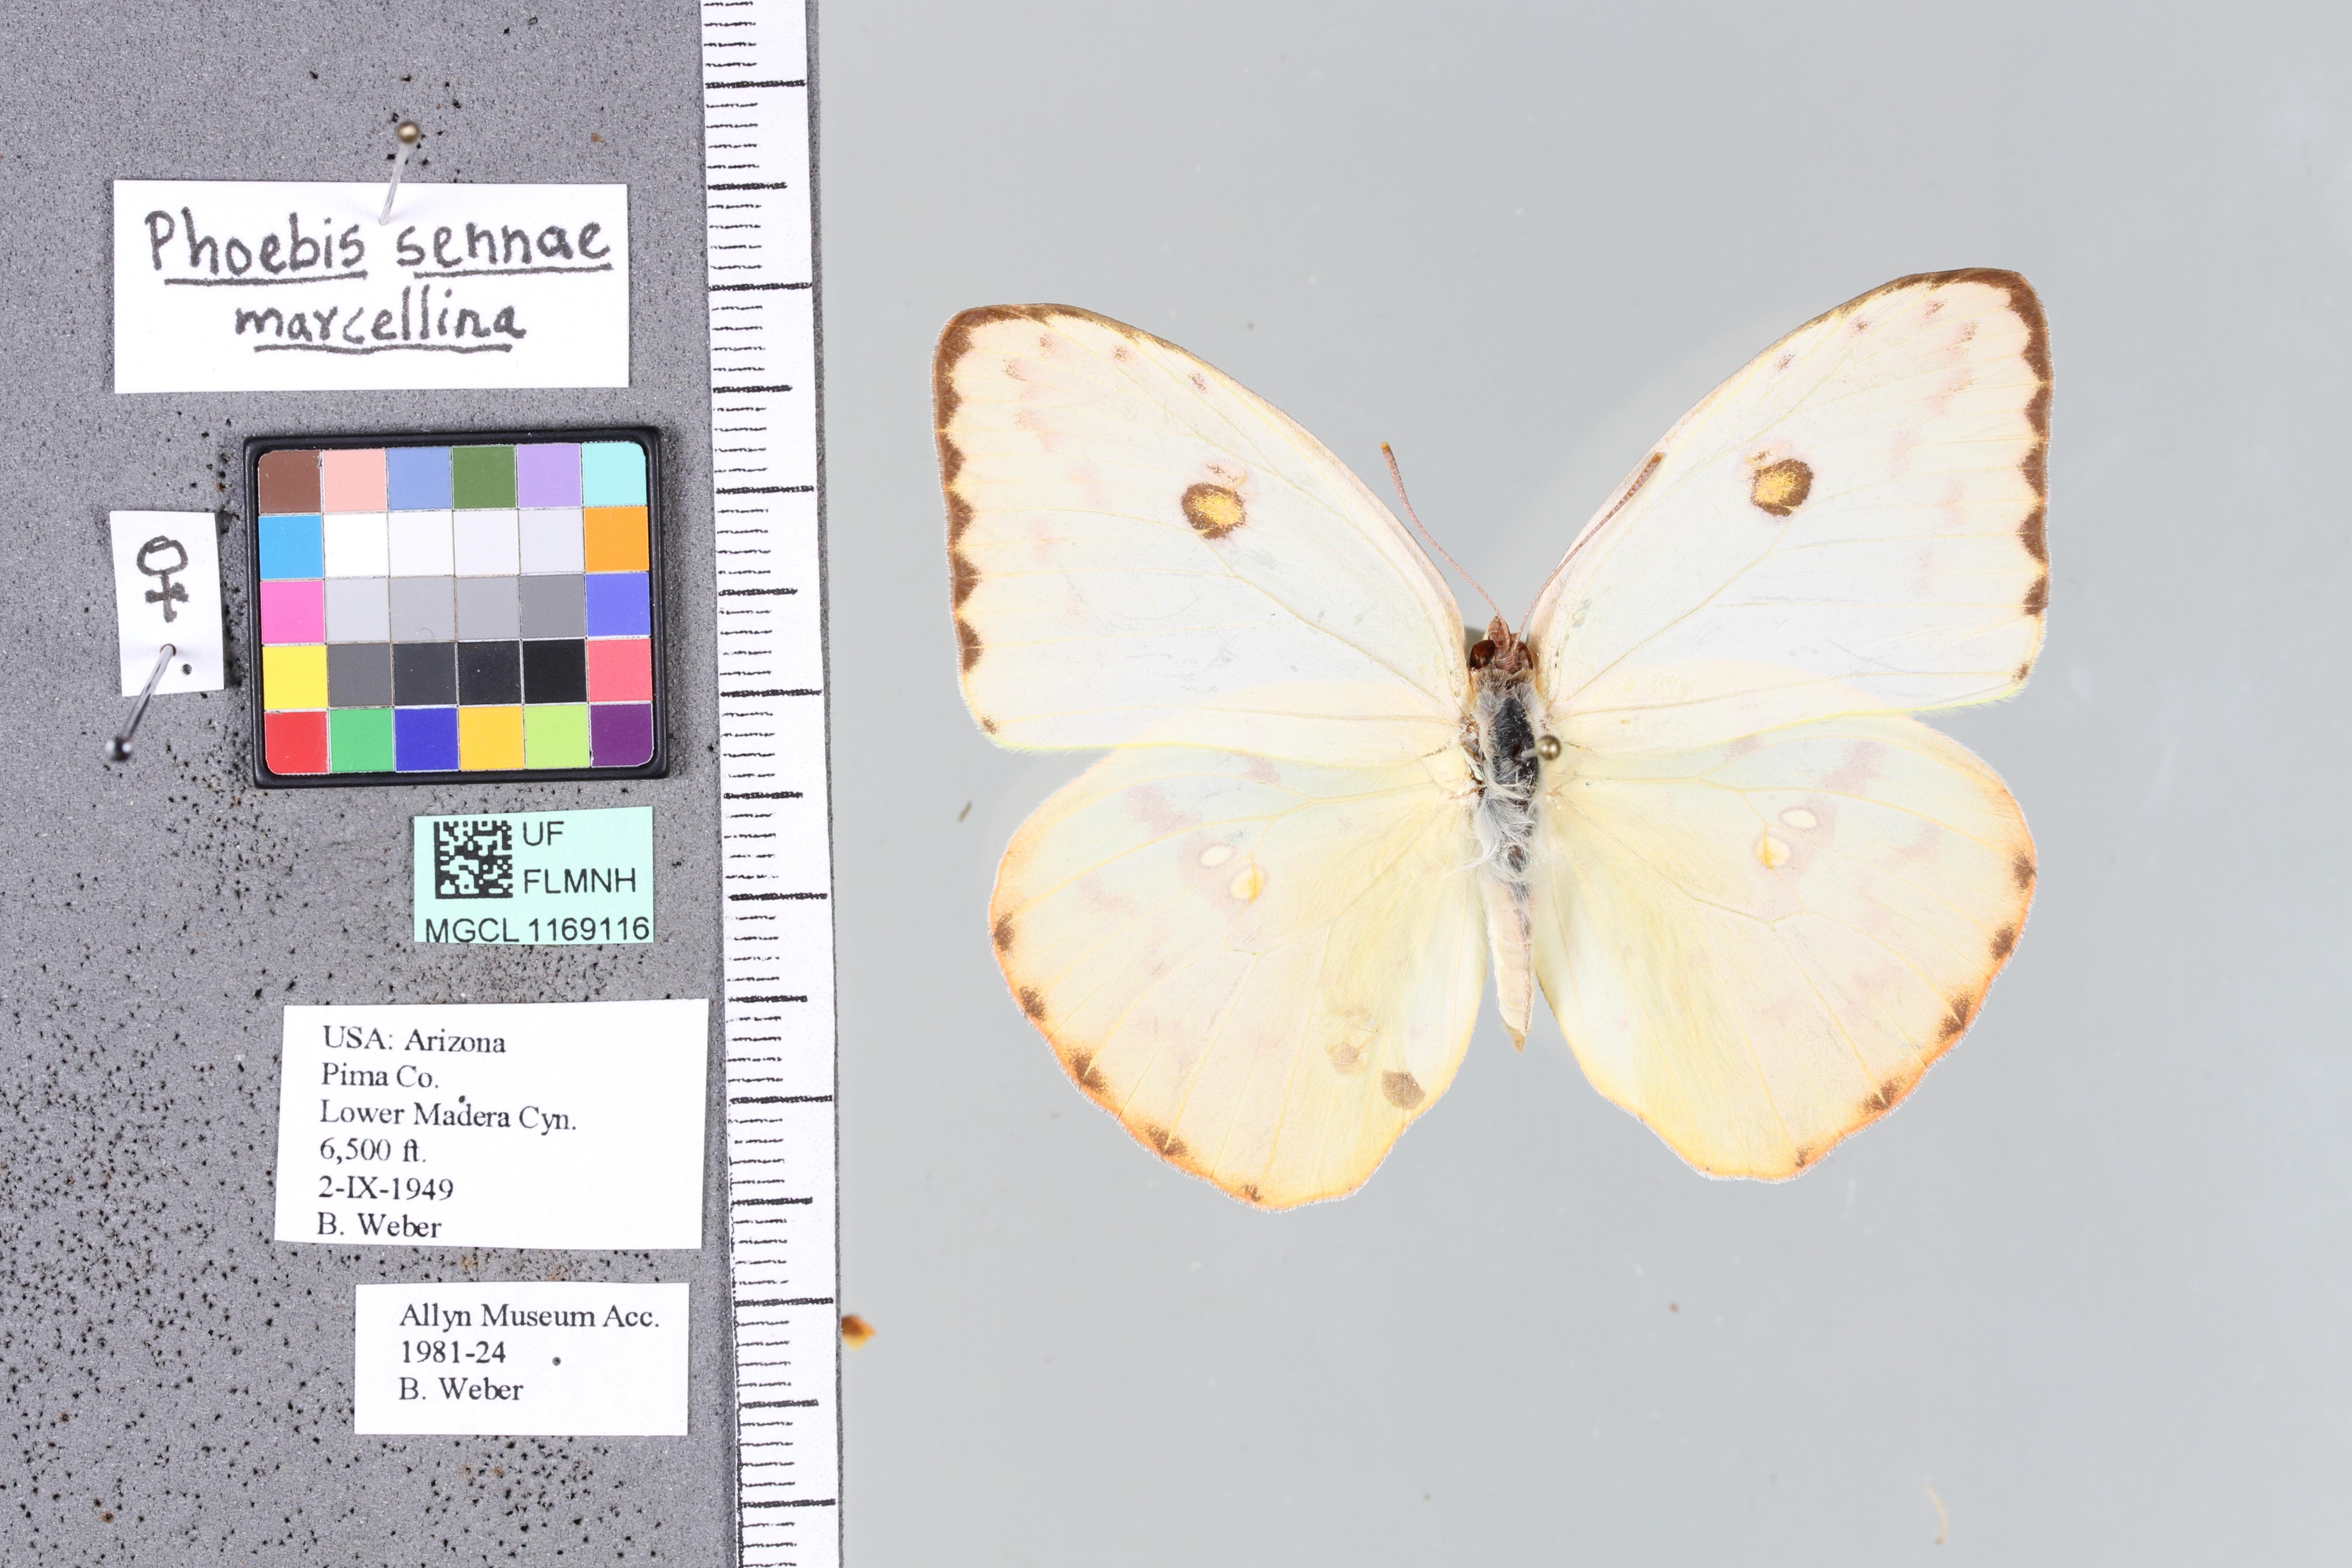 Phoebis sennae
marcellina
♀
UF
FLMNH
MGCL 1169116
USA: Arizona
Pima Co.
Lower Madera Cyn.
6,500 ft.
2-IX-1949
B. Weber
Allyn Museum Acc.
1981-24
B. Weber